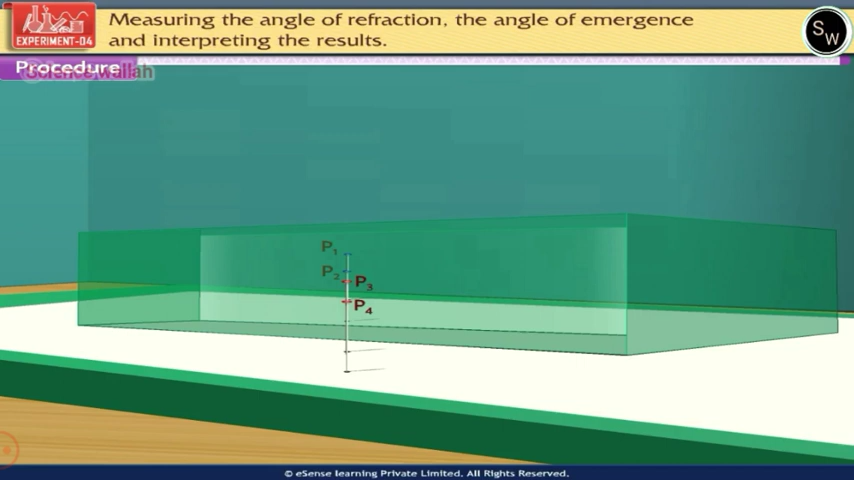 EXPERIMENT-04
Measuring the angle of refraction, the angle of emergence
and interpreting the results.
SW
Procedure
P₁
P₂
P₃
P₄
© eSense learning Private Limited. All Rights Reserved.